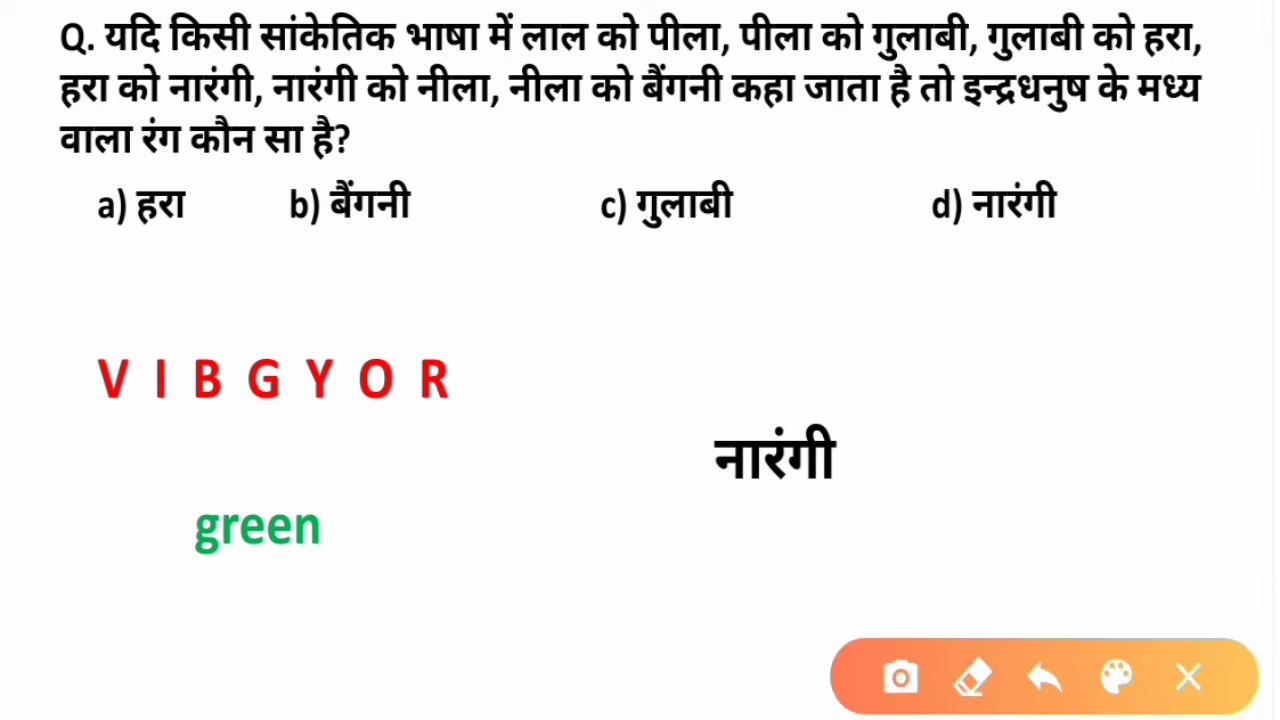 Q. यदि किसी सांकेतिक भाषा में लाल को पीला, पीला को गुलाबी, गुलाबी को हरा,
हरा को नारंगी, नारंगी को नीला, नीला को बैंगनी कहा जाता है तो इन्द्रधनुष के मध्य
वाला रंग कौन सा है?
a) हरा b) बैंगनी c) गुलाबी d) नारंगी
V I B G Y O R
नारंगी
green